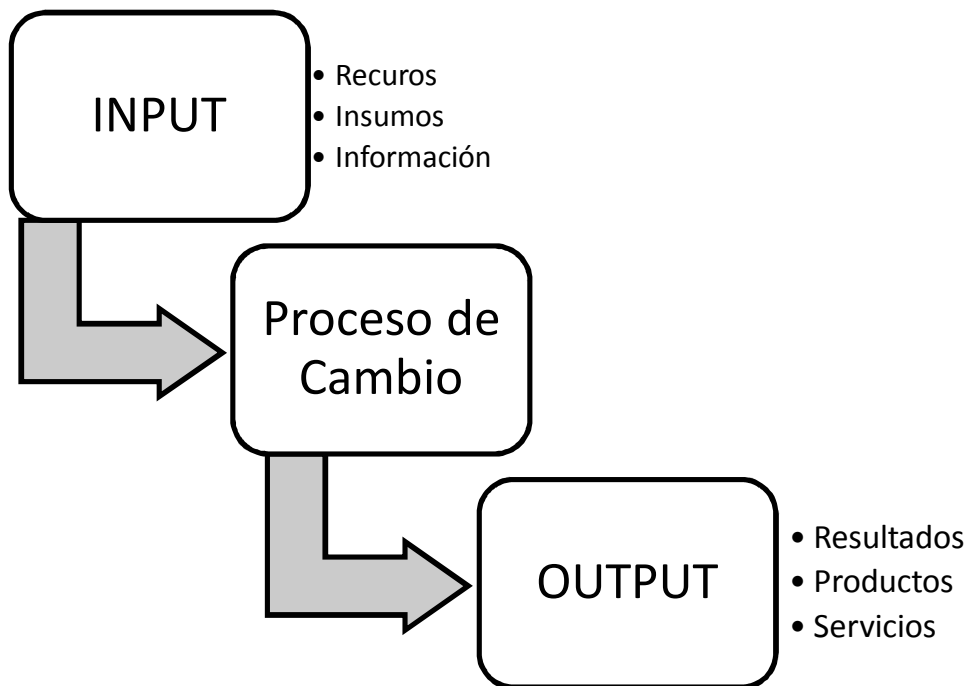 INPUT
• Recuros
• Insumos
• Información
Proceso de
Cambio
OUTPUT
• Resultados
• Productos
• Servicios